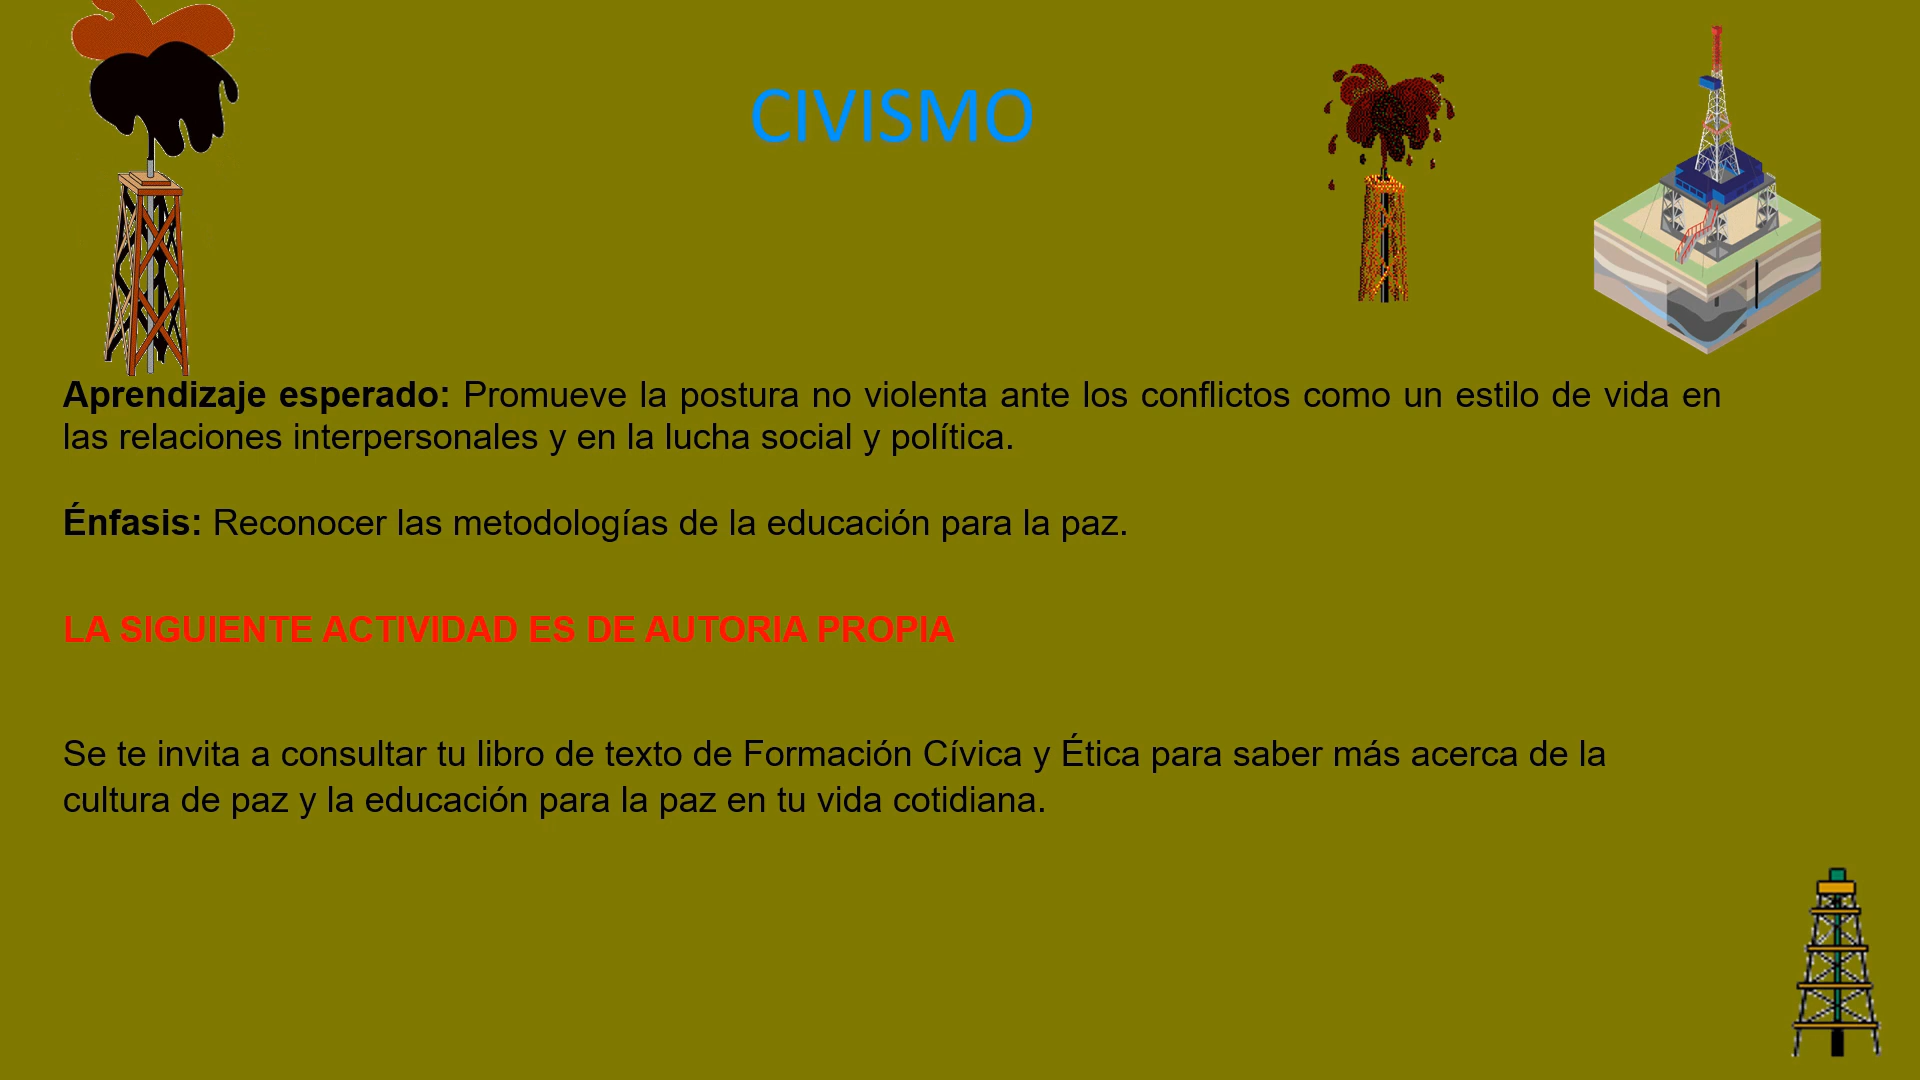 CIVISMO
Aprendizaje esperado: Promueve la postura no violenta ante los conflictos como un estilo de vida en
las relaciones interpersonales y en la lucha social y política.
Énfasis: Reconocer las metodologías de la educación para la paz.
LA SIGUIENTE ACTIVIDAD ES DE AUTORIA PROPIA
Se te invita a consultar tu libro de texto de Formación Cívica y Ética para saber más acerca de la
cultura de paz y la educación para la paz en tu vida cotidiana.